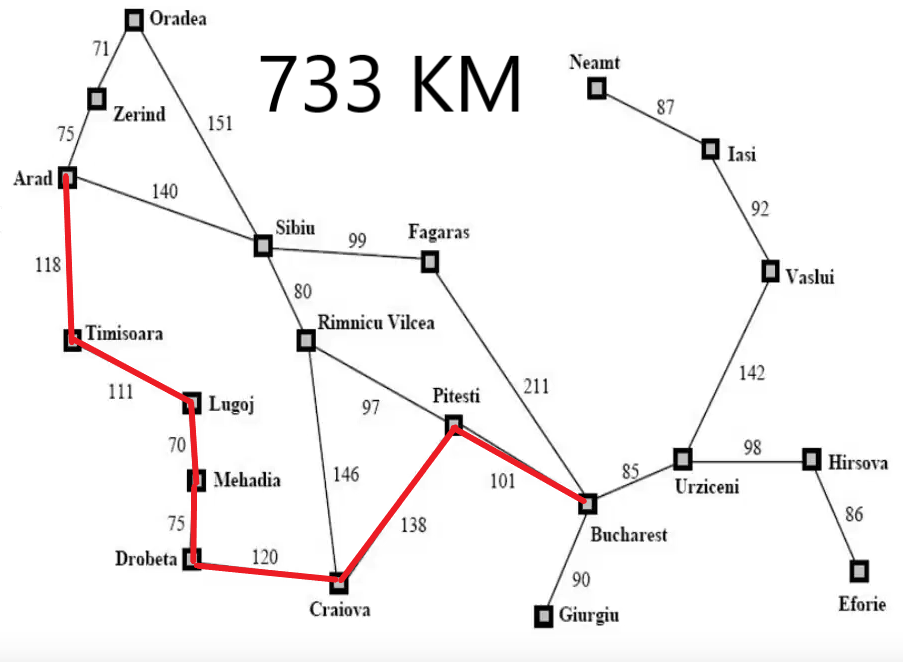 Oradea
71
733 KM
Neamt
Zerind
87
151
75
Iasi
Arad
140
92
Sibiu
Fagaras
99
118
Vaslui
80
Timisoara
Rimnicu Vilcea
142
211
111
Lugoj
97
Pitesti
70
98
Mehadia
146
101
85
Urziceni
Hirsova
75
138
86
Bucharest
Drobeta
120
90
Craiova
Giurgiu
Eforie